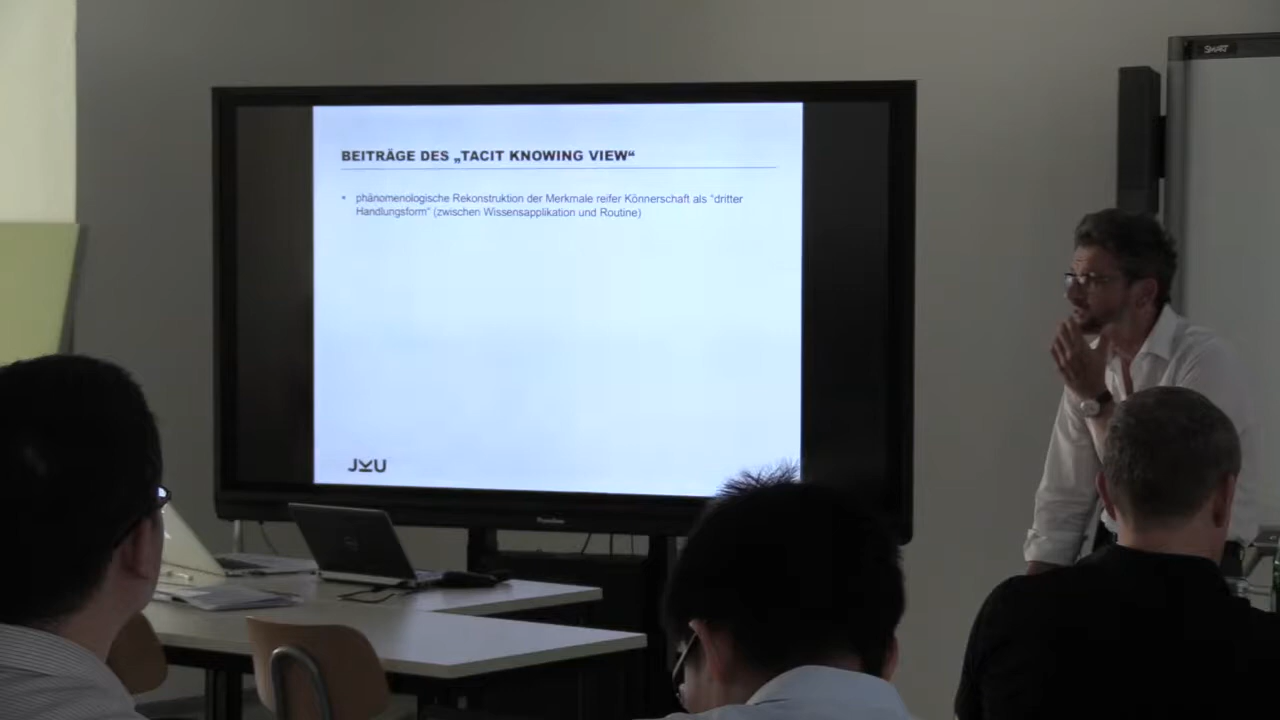 SMART
BEITRÄGE DES „TACIT KNOWING VIEW“
• phänomenologische Rekonstruktion der Merkmale reifer Könnerschaft als “dritter
Handlungsform” (zwischen Wissensapplikation und Routine)
JKU